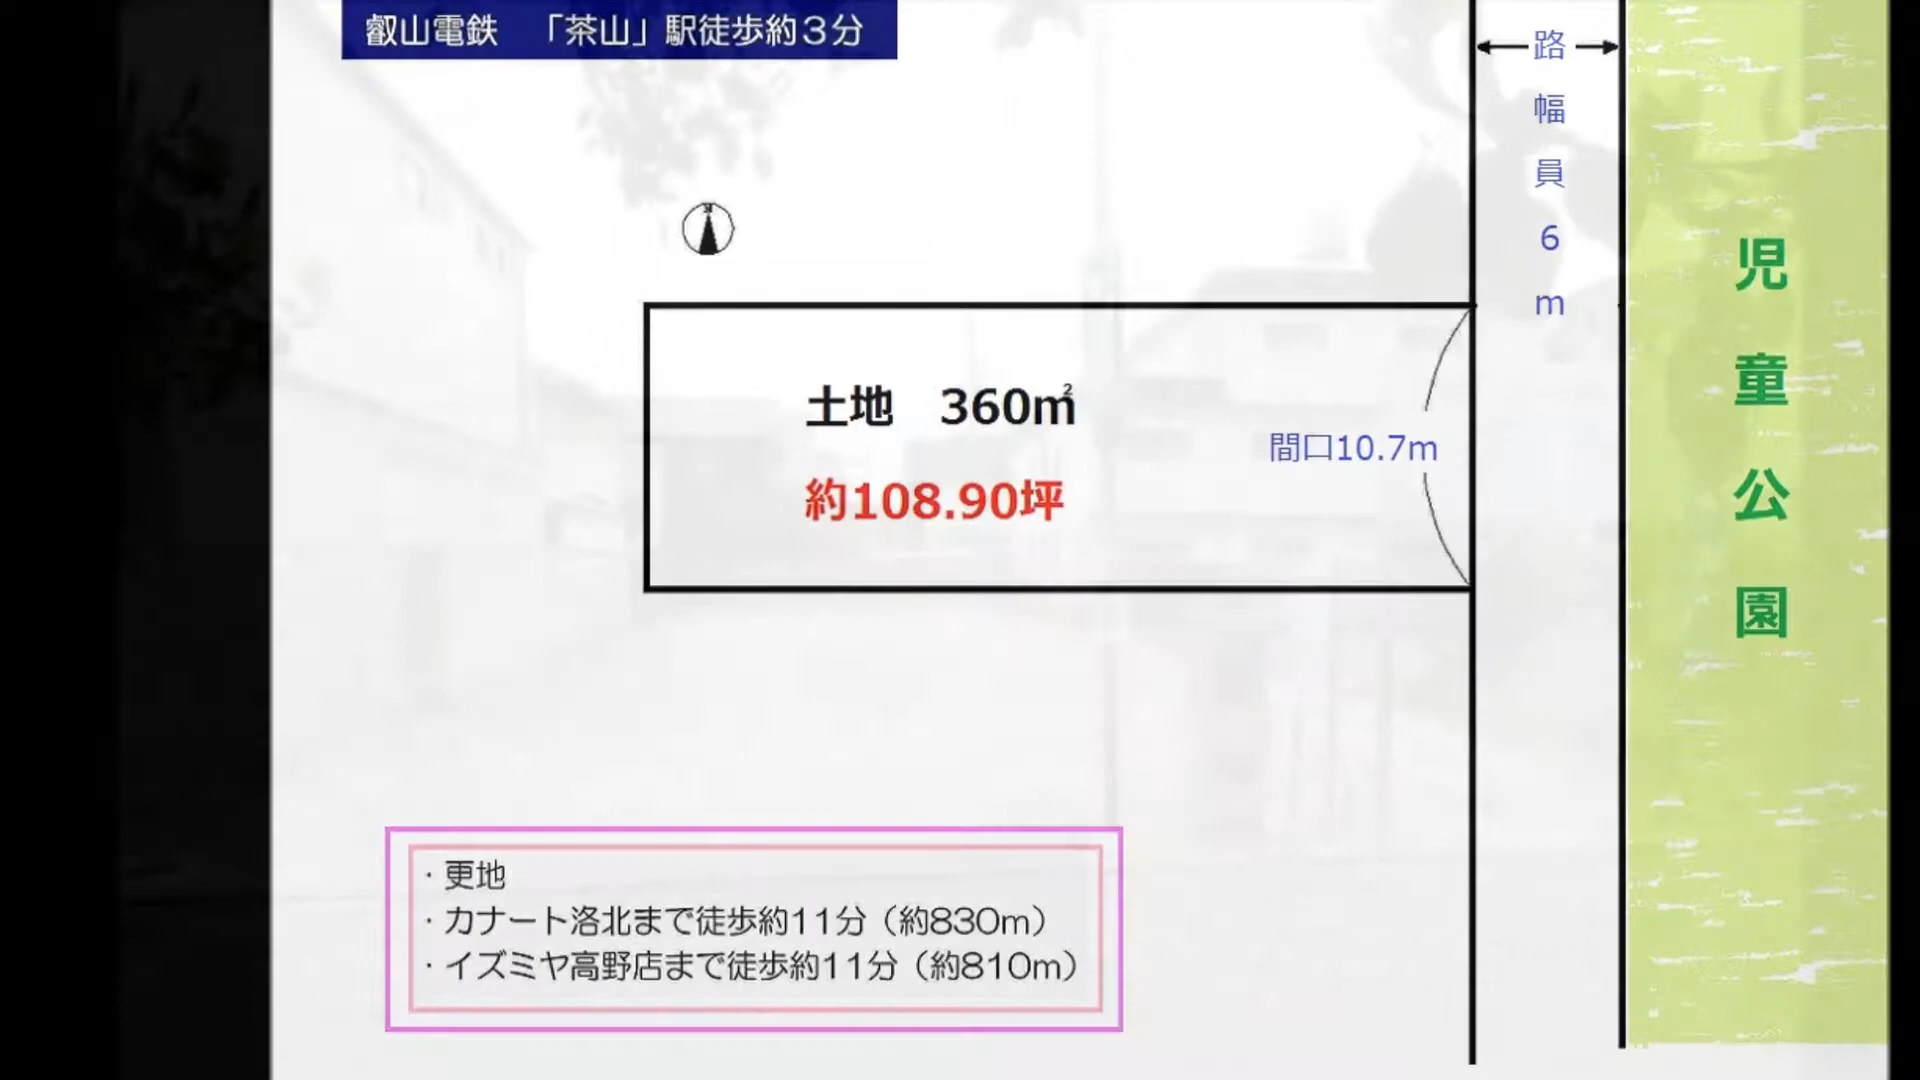 叡山電鉄　「茶山」駅徒歩約３分
路幅員6m
N
土地　360㎡
約108.90坪
間口10.7m
児童公園
・更地
・カナート洛北まで徒歩約11分（約830m）
・イズミヤ高野店まで徒歩約11分（約810m）